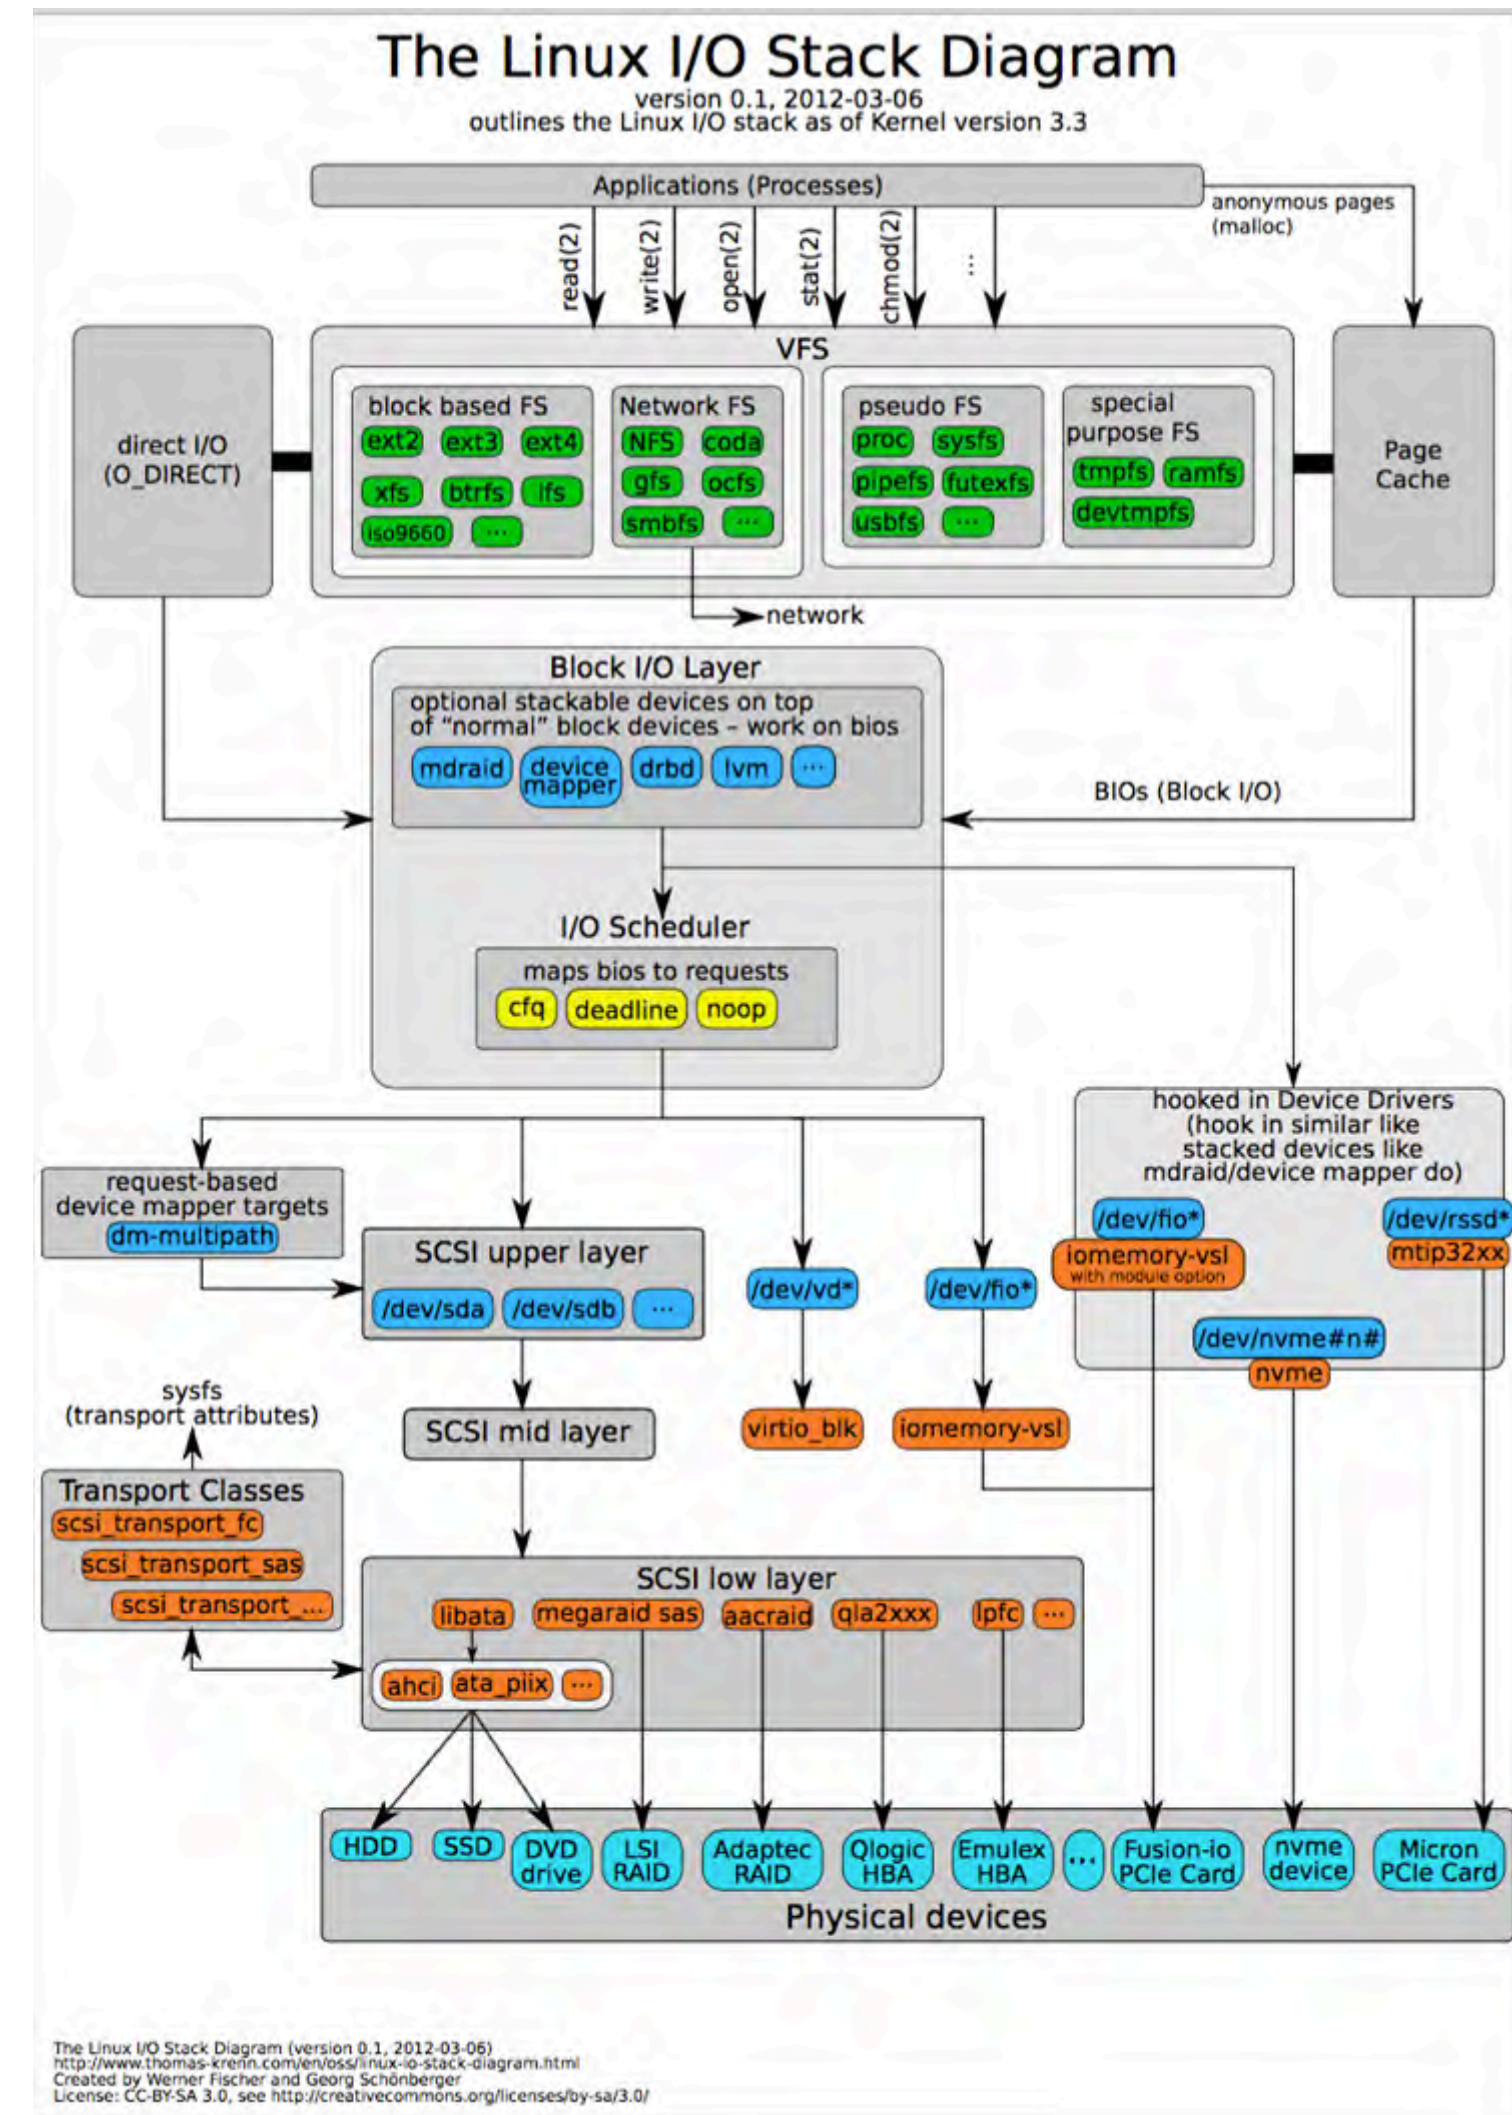 The Linux I/O Stack Diagram
version 0.1, 2012-03-06
outlines the Linux I/O stack as of Kernel version 3.3
Applications (Processes)
anonymous pages
(malloc)
read(2)
write(2)
open(2)
stat(2)
chmod(2)
...
VFS
direct I/O
(O_DIRECT)
block based FS
ext2 ext3 ext4
xfs btrfs lfs
iso9660 ...
Network FS
NFS coda
gfs ocfs
smbfs ...
pseudo FS
proc sysfs
pipefs futexfs
usbfs ...
special
purpose FS
tmpfs ramfs
devtmpfs
Page
Cache
network
Block I/O Layer
optional stackable devices on top
of “normal” block devices – work on bios
mdraid device mapper drbd lvm ...
BIOs (Block I/O)
I/O Scheduler
maps bios to requests
cfq deadline noop
hooked in Device Drivers
(hook in similar like
stacked devices like
mdraid/device mapper do)
/dev/fio* /dev/rssd*
iomemory-vsl mtip32xx
with module option
/dev/nvme#n#
nvme
request-based
device mapper targets
dm-multipath
SCSI upper layer
/dev/sda /dev/sdb ...
/dev/vd* /dev/fio*
sysfs
(transport attributes)
SCSI mid layer
virtio_blk iomemory-vsl
Transport Classes
scsi_transport_fc
scsi_transport_sas
scsi_transport_...
SCSI low layer
libata megaraid sas aacraid qla2xxx lpfc ...
ahci ata_piix ...
HDD
SSD
DVD
drive
LSI
RAID
Adaptec
RAID
Qlogic
HBA
Emulex
HBA
...
Fusion-io
PCIe Card
nvme
device
Micron
PCIe Card
Physical devices
The Linux I/O Stack Diagram (version 0.1, 2012-03-06)
http://www.thomas-krenn.com/en/oss/linux-io-stack-diagram.html
Created by Werner Fischer and Georg Schönberger
License: CC-BY-SA 3.0, see http://creativecommons.org/licenses/by-sa/3.0/